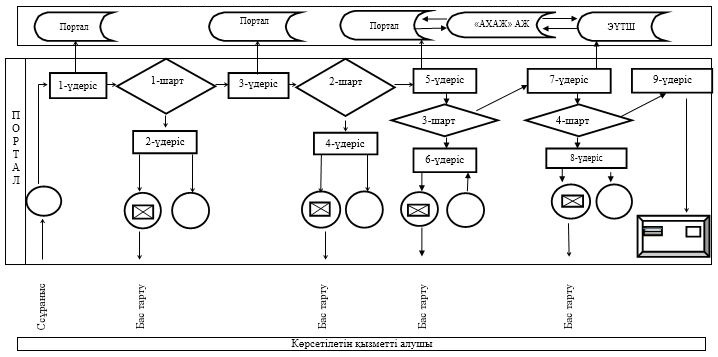 Портал
Портал
Портал
«АХАЖ» АЖ
ЭҮТШ
ПОРТАЛ
1-үдеріс
1-шарт
3-үдеріс
2-шарт
5-үдеріс
7-үдеріс
9-үдеріс
2-үдеріс
4-үдеріс
3-шарт
4-шарт
6-үдеріс
8-үдеріс
Ссұраныс
Бас тарту
Бас тарту
Бас тарту
Бас тарту
Көрсетілетін қызметті алушы